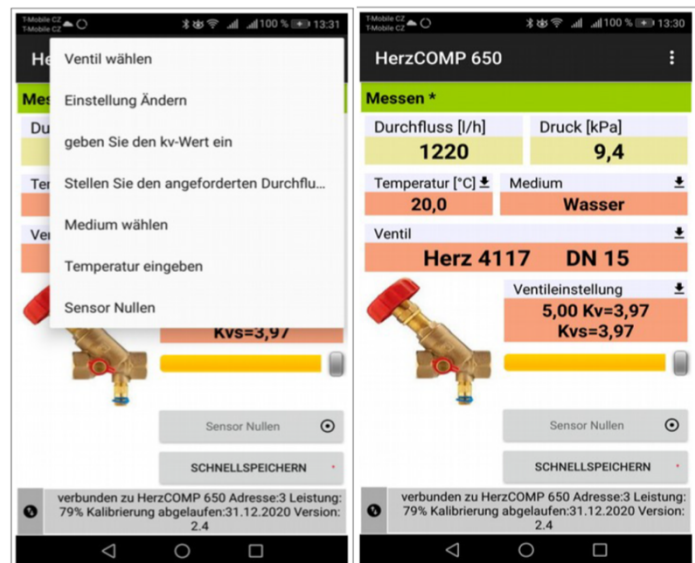 T-Mobile CZ
T-Mobile CZ
100 % 13:31
He
Ventil wählen
Einstellung Ändern
geben Sie den kv-Wert ein
Stellen Sie den angeforderten Durchflu...
Medium wählen
Temperatur eingeben
Sensor Nullen
Mes
Du
Ter
Ve
Kvs=3,97
Sensor Nullen
SCHNELLSPEICHERN
verbunden zu HerzCOMP 650 Adresse:3 Leistung:
79% Kalibrierung abgelaufen:31.12.2020 Version:
2.4
T-Mobile CZ
T-Mobile CZ
100 % 13:30
HerzCOMP 650
Messen *
Durchfluss [l/h] Druck [kPa]
1220 9,4
Temperatur [°C] Medium
20,0 Wasser
Ventil
Herz 4117 DN 15
Ventileinstellung
5,00 Kv=3,97
Kvs=3,97
Sensor Nullen
SCHNELLSPEICHERN
verbunden zu HerzCOMP 650 Adresse:3 Leistung:
79% Kalibrierung abgelaufen:31.12.2020 Version:
2.4